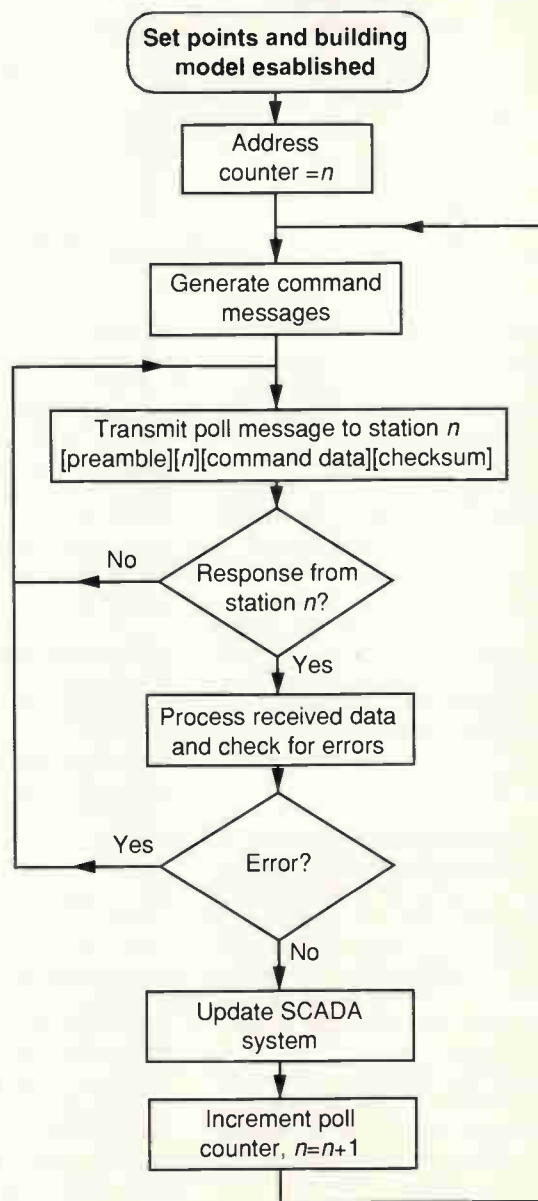 Set points and building
model esablished
Address
counter =n
Generate command
messages
Transmit poll message to station n
[preamble][n][command data][checksum]
No
Response from
station n?
Yes
Process received data
and check for errors
Yes
Error?
No
Update SCADA
system
Increment poll
counter, n=n+1